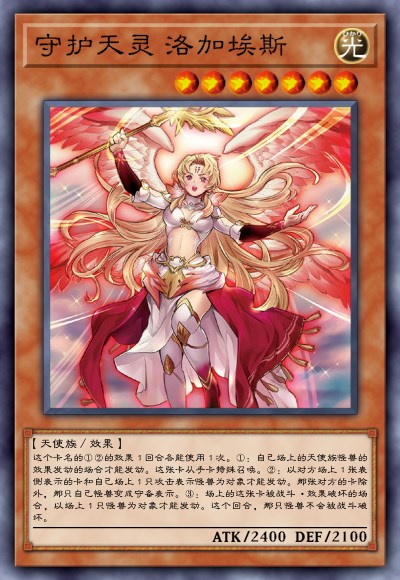 守护天灵 洛加埃斯
ひかり
光
【天使族/效果】
这个卡名的①②的效果1回合各能使用1次。①:自己场上的天使族怪兽的
效果发动的场合才能发动。这张卡从手卡特殊召唤。②:以对方场上1张表
侧表示的卡和自己场上1只攻击表示怪兽为对象才能发动。那张对方的卡除
外,那只自己怪兽变成守备表示。③:场上的这张卡被战斗·效果破坏的场
合,以场上1只怪兽为对象才能发动。这个回合,那只怪兽不会被战斗破
坏。
ATK/2400 DEF/2100